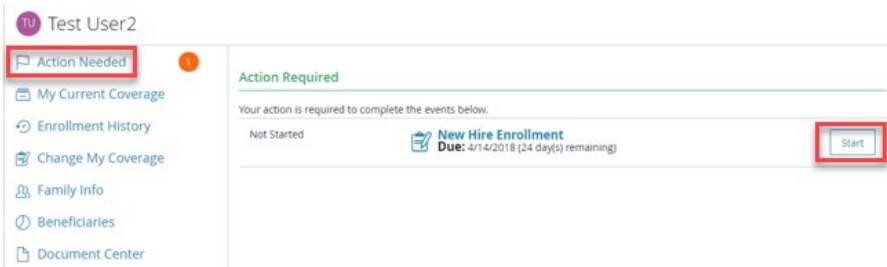 TU Test User2
Action Needed 1
My Current Coverage
Enrollment History
Change My Coverage
Family Info
Beneficiaries
Document Center
Action Required
Your action is required to complete the events below.
Not Started
New Hire Enrollment
Due: 4/14/2018 (24 day(s) remaining)
Start